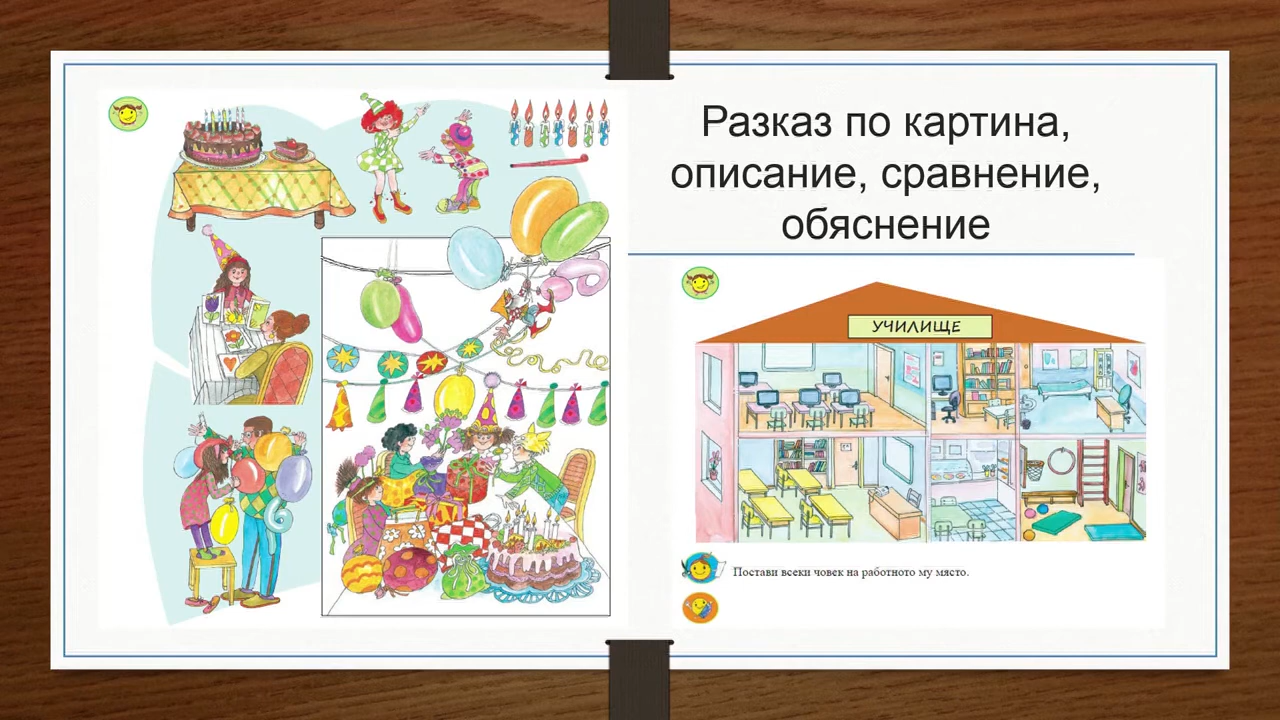 Разказ по картина,
описание, сравнение,
обяснение
УЧИЛИЩЕ
Постави всеки човек на работното му място.